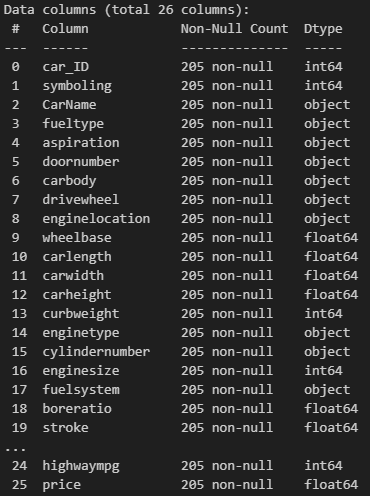 Data columns (total 26 columns):
 #   Column            Non-Null Count  Dtype
---  ------            --------------  -----
 0   car_ID            205 non-null    int64
 1   symboling         205 non-null    int64
 2   CarName           205 non-null    object
 3   fueltype          205 non-null    object
 4   aspiration        205 non-null    object
 5   doornumber        205 non-null    object
 6   carbody           205 non-null    object
 7   drivewheel        205 non-null    object
 8   enginelocation    205 non-null    object
 9   wheelbase         205 non-null    float64
 10  carlength         205 non-null    float64
 11  carwidth          205 non-null    float64
 12  carheight         205 non-null    float64
 13  curbweight        205 non-null    int64
 14  enginetype        205 non-null    object
 15  cylindernumber    205 non-null    object
 16  enginesize        205 non-null    int64
 17  fuelsystem        205 non-null    object
 18  boreratio         205 non-null    float64
 19  stroke            205 non-null    float64
...
 24  highwaympg        205 non-null    int64
 25  price             205 non-null    float64